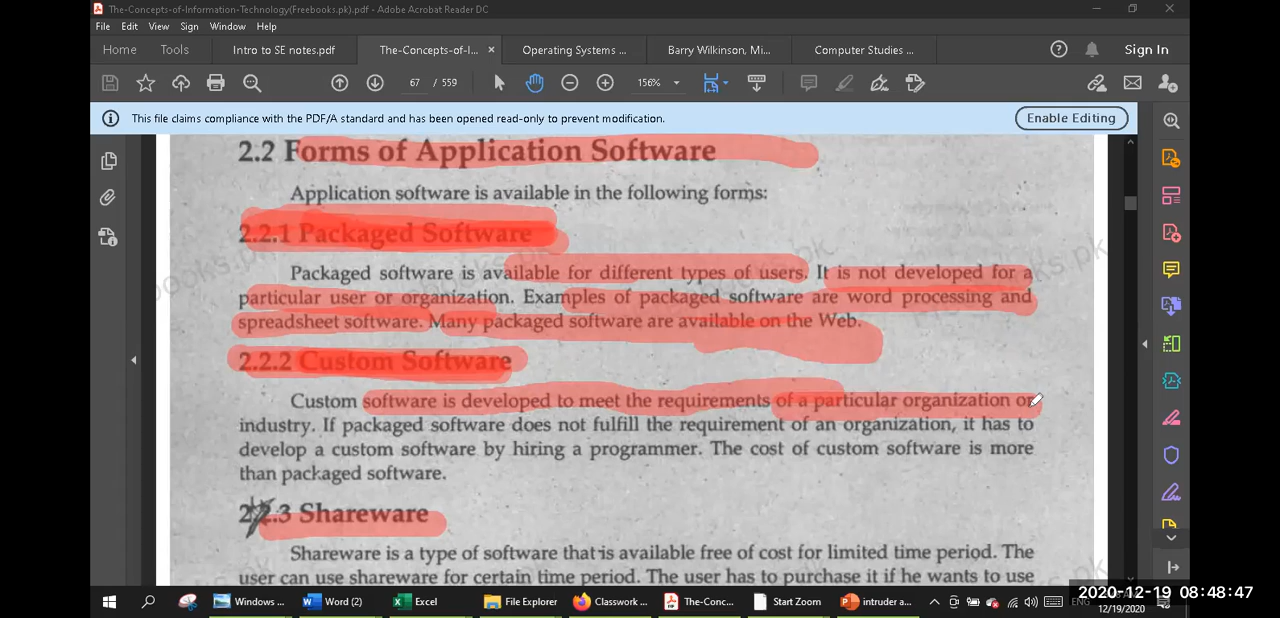 The-Concepts-of-Information-Technology(Freebooks.pk).pdf - Adobe Acrobat Reader DC
File Edit View Sign Window Help
Home Tools Intro to SE notes.pdf The-Concepts-of-I... × Operating Systems ... Barry Wilkinson, Mi... Computer Studies ... Sign In
67 / 559 156%
This file claims compliance with the PDF/A standard and has been opened read-only to prevent modification. Enable Editing
2.2 Forms of Application Software
Application software is available in the following forms:
2.2.1 Packaged Software
Packaged software is available for different types of users. It is not developed for a
particular user or organization. Examples of packaged software are word processing and
spreadsheet software. Many packaged software are available on the Web.
2.2.2 Custom Software
Custom software is developed to meet the requirements of a particular organization or
industry. If packaged software does not fulfill the requirement of an organization, it has to
develop a custom software by hiring a programmer. The cost of custom software is more
than packaged software.
2.2.3 Shareware
Shareware is a type of software that is available free of cost for limited time period. The
user can use shareware for certain time period. The user has to purchase it if he wants to use
Windows ... Word (2) Excel File Explorer Classwork ... The-Conc... Start Zoom intruder a... ENG
2020-12-19 08:48:47
12/19/2020